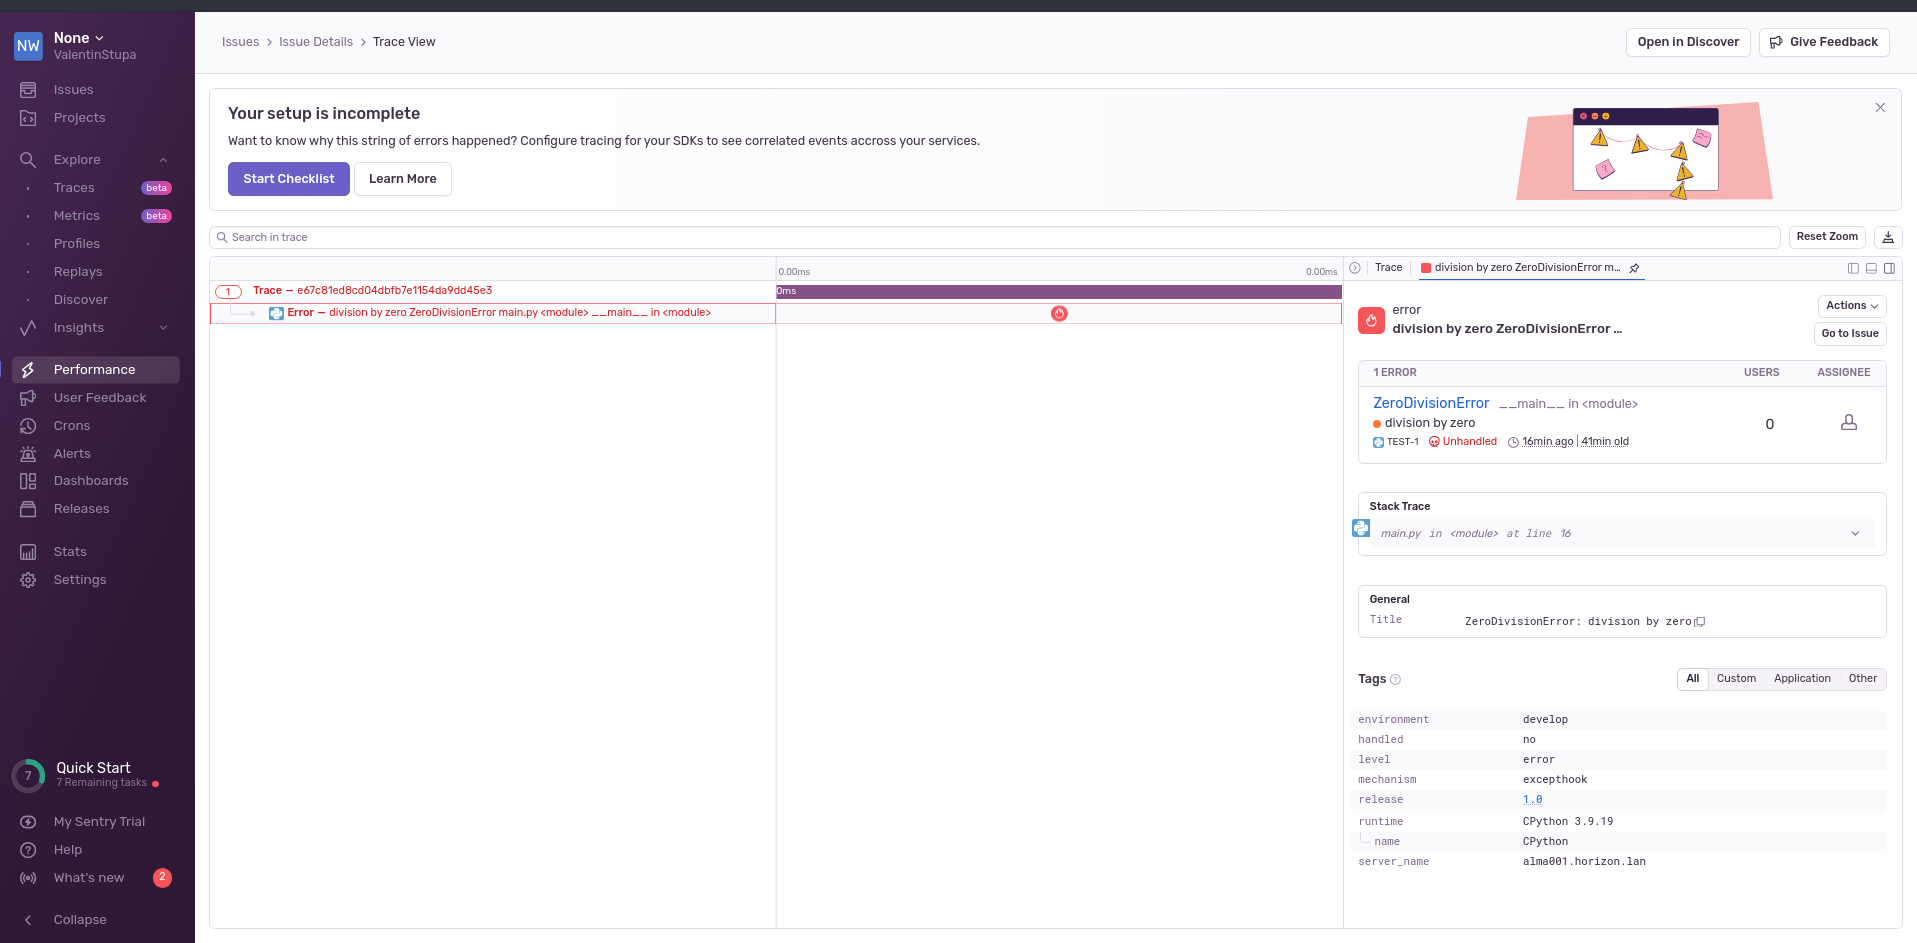 NW
None
ValentinStupa
Issues
Projects
Explore
Traces beta
Metrics beta
Profiles
Replays
Discover
Insights
Performance
User Feedback
Crons
Alerts
Dashboards
Releases
Stats
Settings
7
Quick Start
7 Remaining tasks
My Sentry Trial
Help
What's new 2
Collapse
Issues > Issue Details > Trace View
Open in Discover
Give Feedback
Your setup is incomplete
Want to know why this string of errors happened? Configure tracing for your SDKs to see correlated events accross your services.
Start Checklist
Learn More
Search in trace
Reset Zoom
0.00ms 0.00ms
1 Trace — e67c81ed8cd04dbfb7e1154da9dd45e3
0ms
Error — division by zero ZeroDivisionError main.py <module> __main__ in <module>
Trace
division by zero ZeroDivisionError m...
error
division by zero ZeroDivisionError ...
Actions
Go to Issue
1 ERROR USERS ASSIGNEE
ZeroDivisionError __main__ in <module>
division by zero
0
TEST-1 Unhandled 16min ago | 41min old
Stack Trace
main.py in <module> at line 16
General
Title ZeroDivisionError: division by zero
Tags ?
All Custom Application Other
environment develop
handled no
level error
mechanism excepthook
release 1.0
runtime CPython 3.9.19
name CPython
server_name alma001.horizon.lan